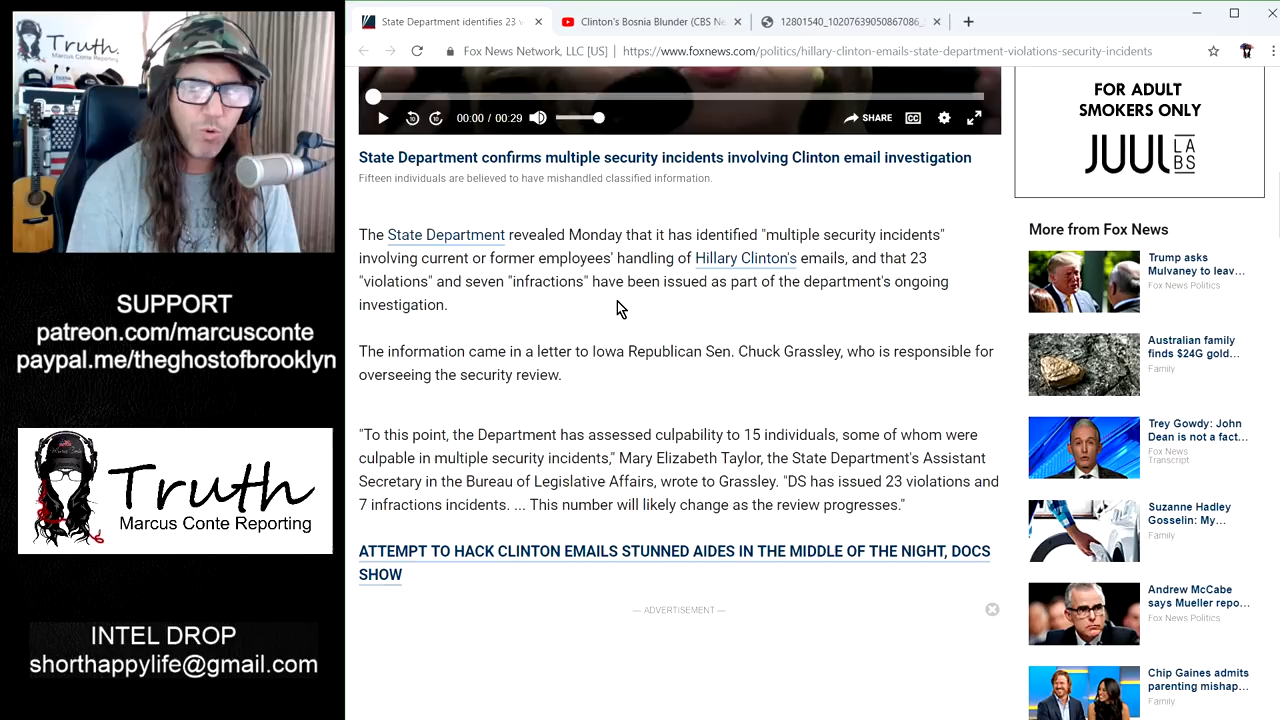 Truth.
Marcus Conte Reporting
SUPPORT
patreon.com/marcusconte
paypal.me/theghostofbrooklyn
Truth
Marcus Conte Reporting
INTEL DROP
shorthappylife@gmail.com
State Department identifies 23 v
Clinton's Bosnia Blunder (CBS Ne
12801540_10207639050867086_
Fox News Network, LLC [US]
https://www.foxnews.com/politics/hillary-clinton-emails-state-department-violations-security-incidents
00:00 / 00:29
SHARE
CC
State Department confirms multiple security incidents involving Clinton email investigation
Fifteen individuals are believed to have mishandled classified information.
The State Department revealed Monday that it has identified "multiple security incidents"
involving current or former employees' handling of Hillary Clinton's emails, and that 23
"violations" and seven "infractions" have been issued as part of the department's ongoing
investigation.
The information came in a letter to Iowa Republican Sen. Chuck Grassley, who is responsible for
overseeing the security review.
"To this point, the Department has assessed culpability to 15 individuals, some of whom were
culpable in multiple security incidents," Mary Elizabeth Taylor, the State Department's Assistant
Secretary in the Bureau of Legislative Affairs, wrote to Grassley. "DS has issued 23 violations and
7 infractions incidents. ... This number will likely change as the review progresses."
ATTEMPT TO HACK CLINTON EMAILS STUNNED AIDES IN THE MIDDLE OF THE NIGHT, DOCS
SHOW
— ADVERTISEMENT —
FOR ADULT
SMOKERS ONLY
JUUL LABS
More from Fox News
Trump asks
Mulvaney to leav...
Fox News Politics
Australian family
finds $24G gold...
Family
Trey Gowdy: John
Dean is not a fact...
Fox News
Transcript
Suzanne Hadley
Gosselin: My...
Family
Andrew McCabe
says Mueller repo...
Fox News Politics
Chip Gaines admits
parenting mishap...
Family